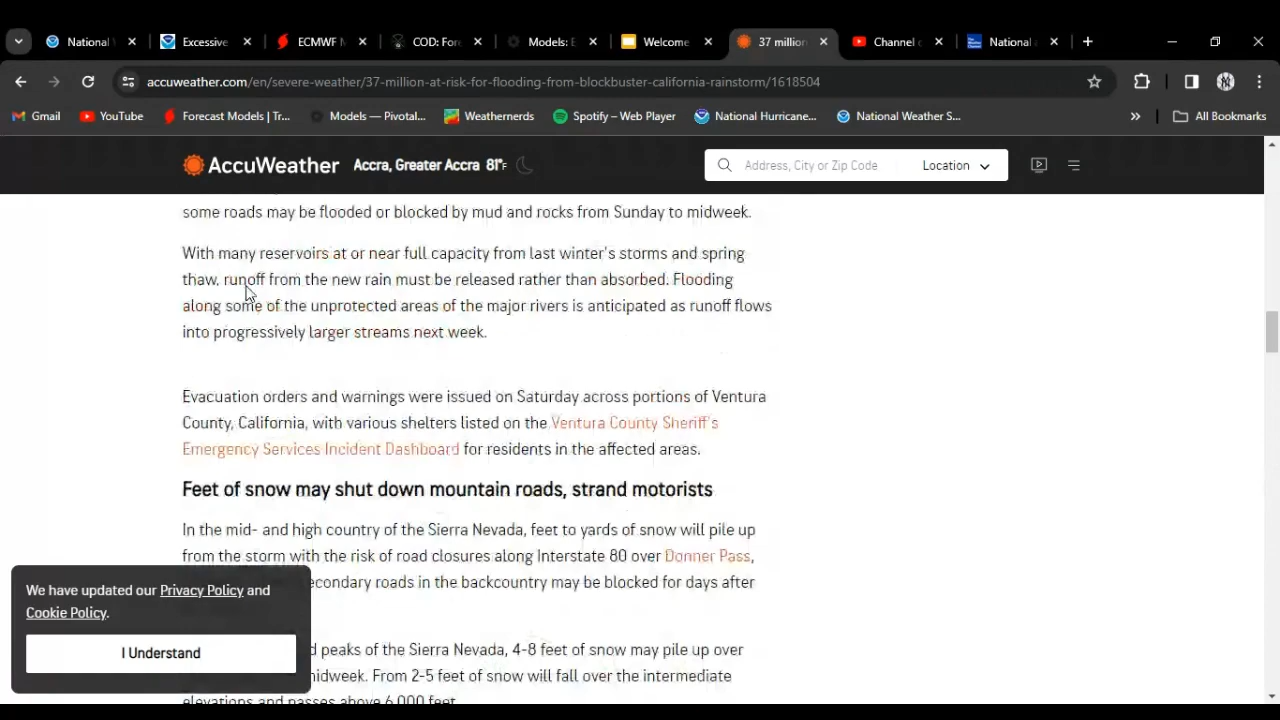 National
Excessive
ECMWF M
COD: For
Models: E
Welcome
37 million
Channel c
National a
accuweather.com/en/severe-weather/37-million-at-risk-for-flooding-from-blockbuster-california-rainstorm/1618504
Gmail
YouTube
Forecast Models | Tr...
Models — Pivotal...
Weathernerds
Spotify – Web Player
National Hurricane...
National Weather S...
»
All Bookmarks
AccuWeather
Accra, Greater Accra 81°F
Address, City or Zip Code
Location
some roads may be flooded or blocked by mud and rocks from Sunday to midweek.
With many reservoirs at or near full capacity from last winter's storms and spring
thaw, runoff from the new rain must be released rather than absorbed. Flooding
along some of the unprotected areas of the major rivers is anticipated as runoff flows
into progressively larger streams next week.
Evacuation orders and warnings were issued on Saturday across portions of Ventura
County, California, with various shelters listed on the Ventura County Sheriff's
Emergency Services Incident Dashboard for residents in the affected areas.
Feet of snow may shut down mountain roads, strand motorists
In the mid- and high country of the Sierra Nevada, feet to yards of snow will pile up
from the storm with the risk of road closures along Interstate 80 over Donner Pass,
econdary roads in the backcountry may be blocked for days after
peaks of the Sierra Nevada, 4-8 feet of snow may pile up over
midweek. From 2-5 feet of snow will fall over the intermediate
elevations and passes above 6,000 feet.
We have updated our Privacy Policy and
Cookie Policy.
I Understand